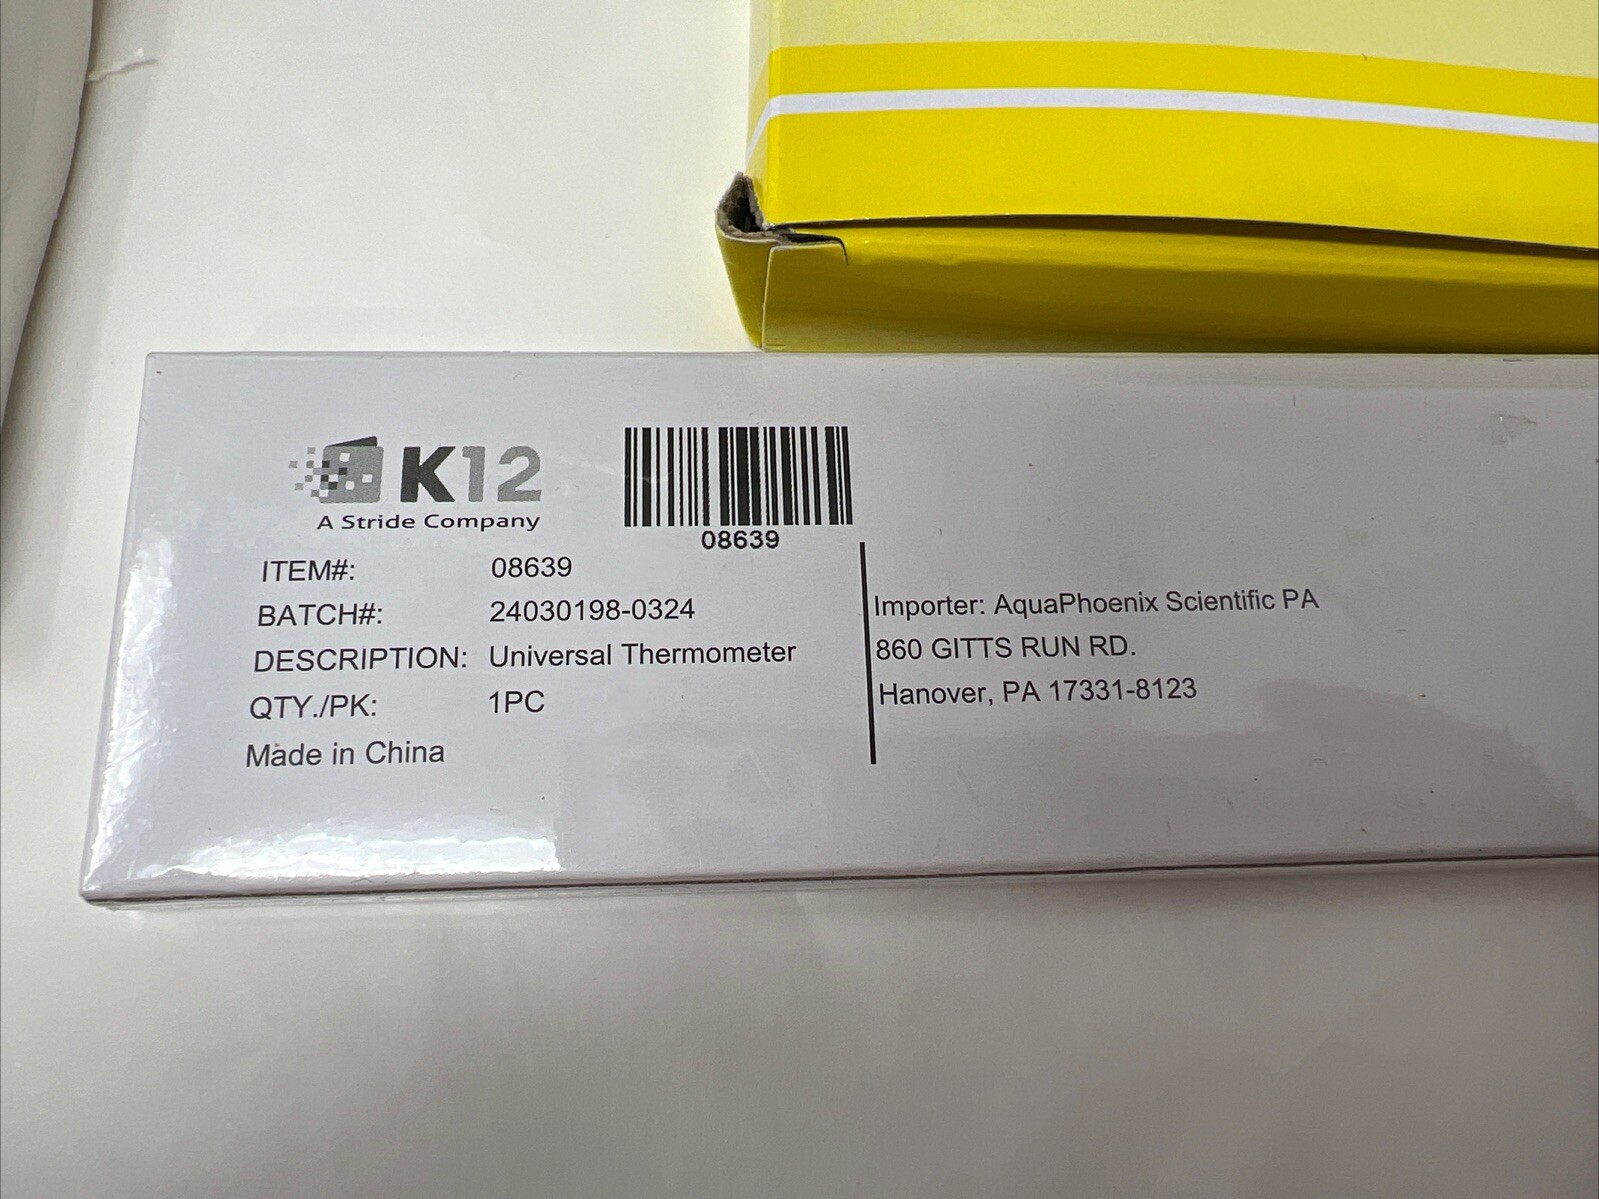 K12
A Stride Company
08639
ITEM#: 08639
BATCH#: 24030198-0324
DESCRIPTION: Universal Thermometer
QTY./PK: 1PC
Made in China
Importer: AquaPhoenix Scientific PA
860 GITTS RUN RD.
Hanover, PA 17331-8123